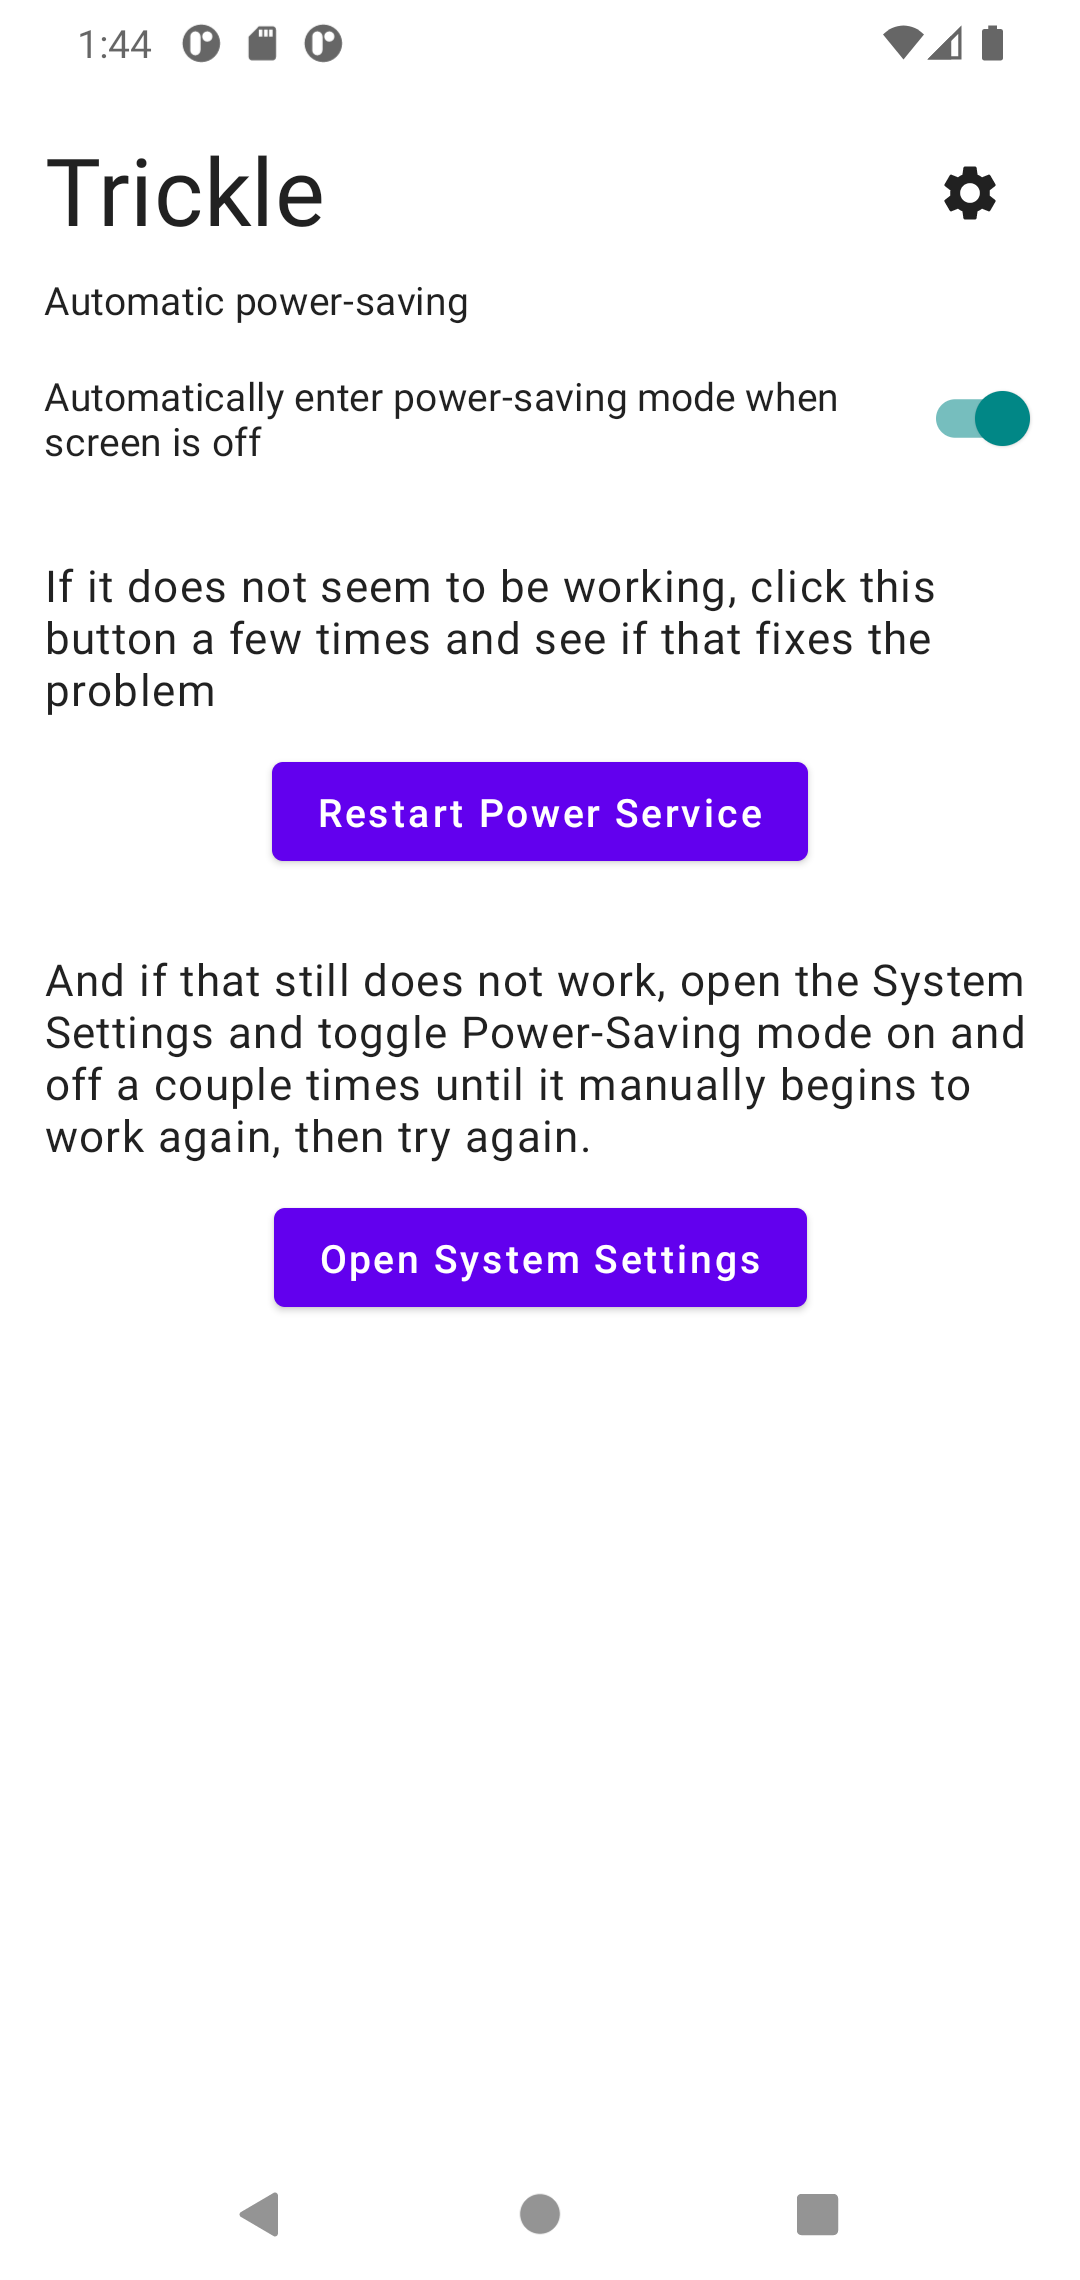 1:44
Trickle
Automatic power-saving
Automatically enter power-saving mode when
screen is off
If it does not seem to be working, click this
button a few times and see if that fixes the
problem
Restart Power Service
And if that still does not work, open the System
Settings and toggle Power-Saving mode on and
off a couple times until it manually begins to
work again, then try again.
Open System Settings